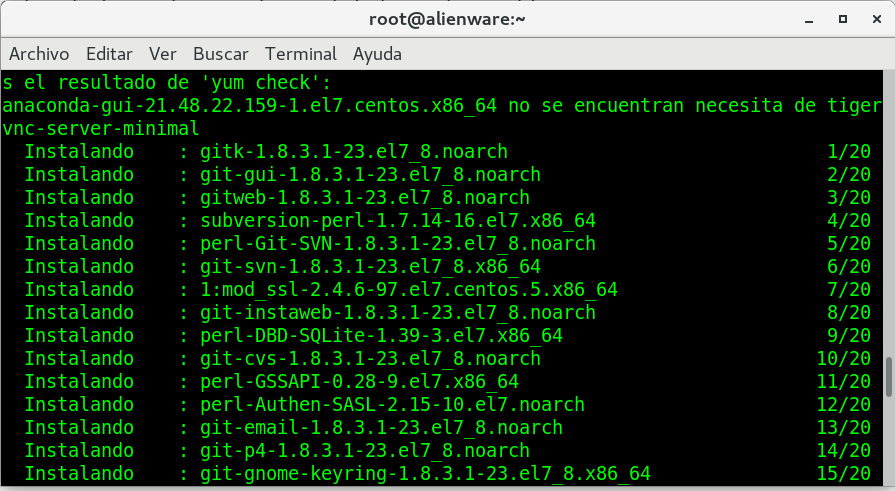 root@alienware:~
Archivo Editar Ver Buscar Terminal Ayuda
s el resultado de 'yum check':
anaconda-gui-21.48.22.159-1.el7.centos.x86_64 no se encuentran necesita de tiger
vnc-server-minimal
Instalando : gitk-1.8.3.1-23.el7_8.noarch 1/20
Instalando : git-gui-1.8.3.1-23.el7_8.noarch 2/20
Instalando : gitweb-1.8.3.1-23.el7_8.noarch 3/20
Instalando : subversion-perl-1.7.14-16.el7.x86_64 4/20
Instalando : perl-Git-SVN-1.8.3.1-23.el7_8.noarch 5/20
Instalando : git-svn-1.8.3.1-23.el7_8.x86_64 6/20
Instalando : 1:mod_ssl-2.4.6-97.el7.centos.5.x86_64 7/20
Instalando : git-instaweb-1.8.3.1-23.el7_8.noarch 8/20
Instalando : perl-DBD-SQLite-1.39-3.el7.x86_64 9/20
Instalando : git-cvs-1.8.3.1-23.el7_8.noarch 10/20
Instalando : perl-GSSAPI-0.28-9.el7.x86_64 11/20
Instalando : perl-Authen-SASL-2.15-10.el7.noarch 12/20
Instalando : git-email-1.8.3.1-23.el7_8.noarch 13/20
Instalando : git-p4-1.8.3.1-23.el7_8.noarch 14/20
Instalando : git-gnome-keyring-1.8.3.1-23.el7_8.x86_64 15/20